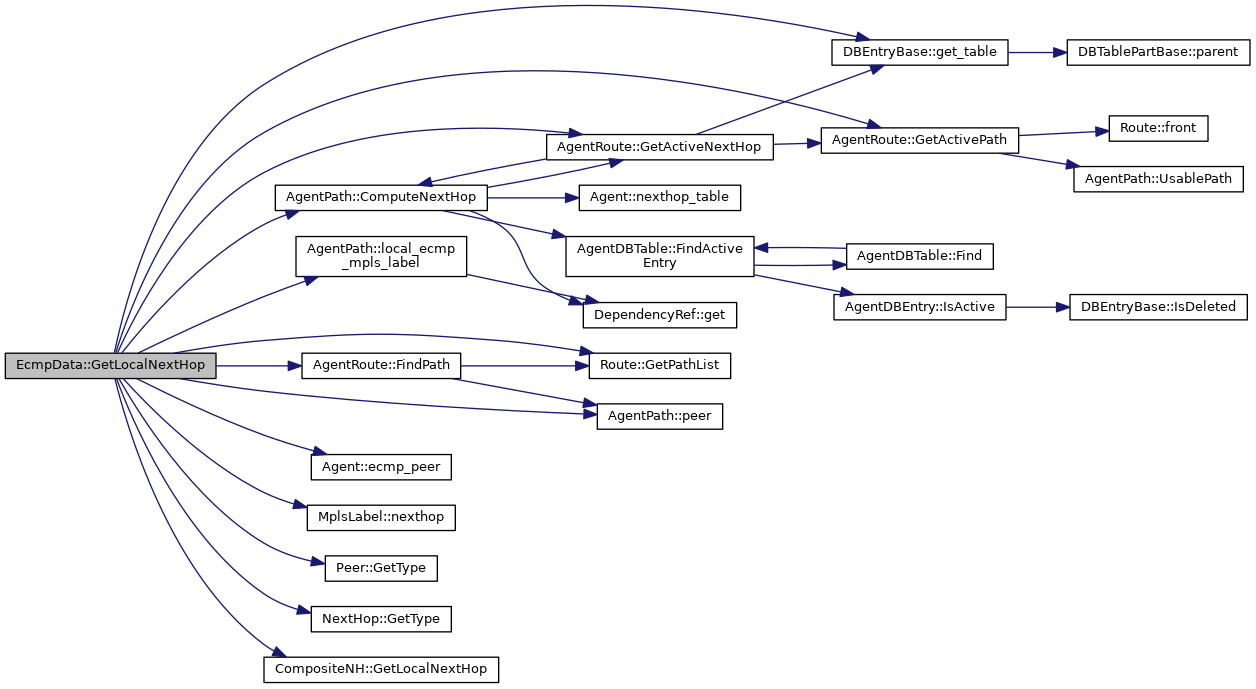 DBEntryBase::get_table
DBTablePartBase::parent
Route::front
AgentRoute::GetActivePath
AgentRoute::GetActiveNextHop
AgentPath::UsablePath
AgentPath::ComputeNextHop
Agent::nexthop_table
AgentPath::local_ecmp
_mpls_label
AgentDBTable::FindActive
Entry
AgentDBTable::Find
AgentDBEntry::IsActive
DBEntryBase::IsDeleted
DependencyRef::get
EcmpData::GetLocalNextHop
AgentRoute::FindPath
Route::GetPathList
AgentPath::peer
Agent::ecmp_peer
MplsLabel::nexthop
Peer::GetType
NextHop::GetType
CompositeNH::GetLocalNextHop